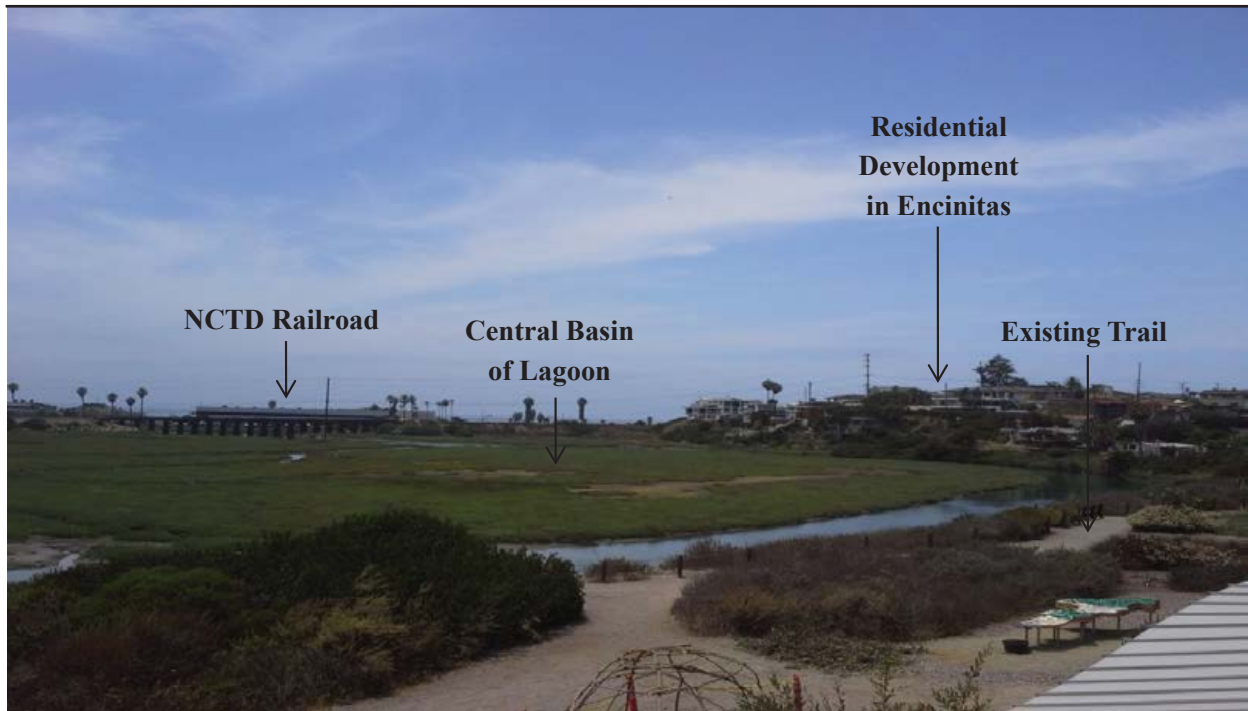 Residential
Development
in Encinitas
NCTD Railroad
Central Basin
of Lagoon
Existing Trail